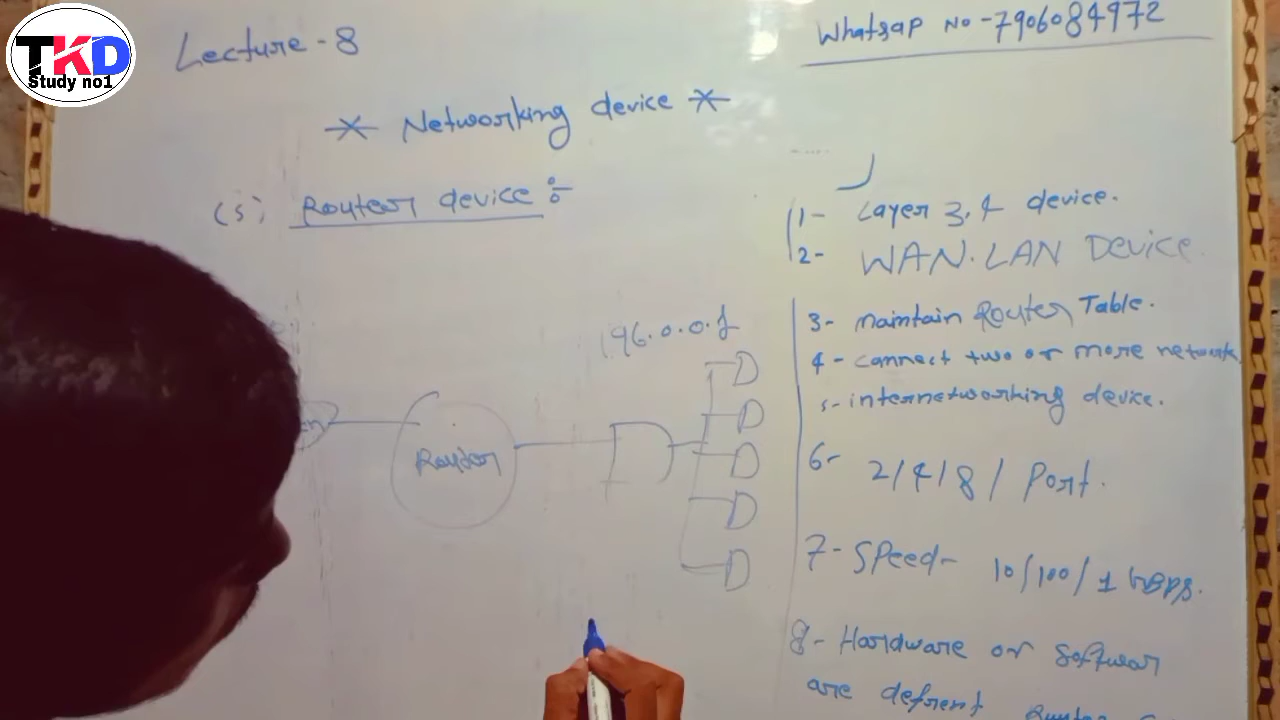 TKD
Study no1
Lecture - 8
Whatsap No - 7906084972
* Networking device *
(5) Router device ÷
1- Layer 3,4 device.
2- WAN.LAN Device
3- maintain Router Table.
4- connect two or more network
5- internetworking device.
6- 2/4/8/ Port.
7- Speed- 10/100/1 GBPS.
8- Hardware or Softwar
are defrent
196.0.0.1
Router